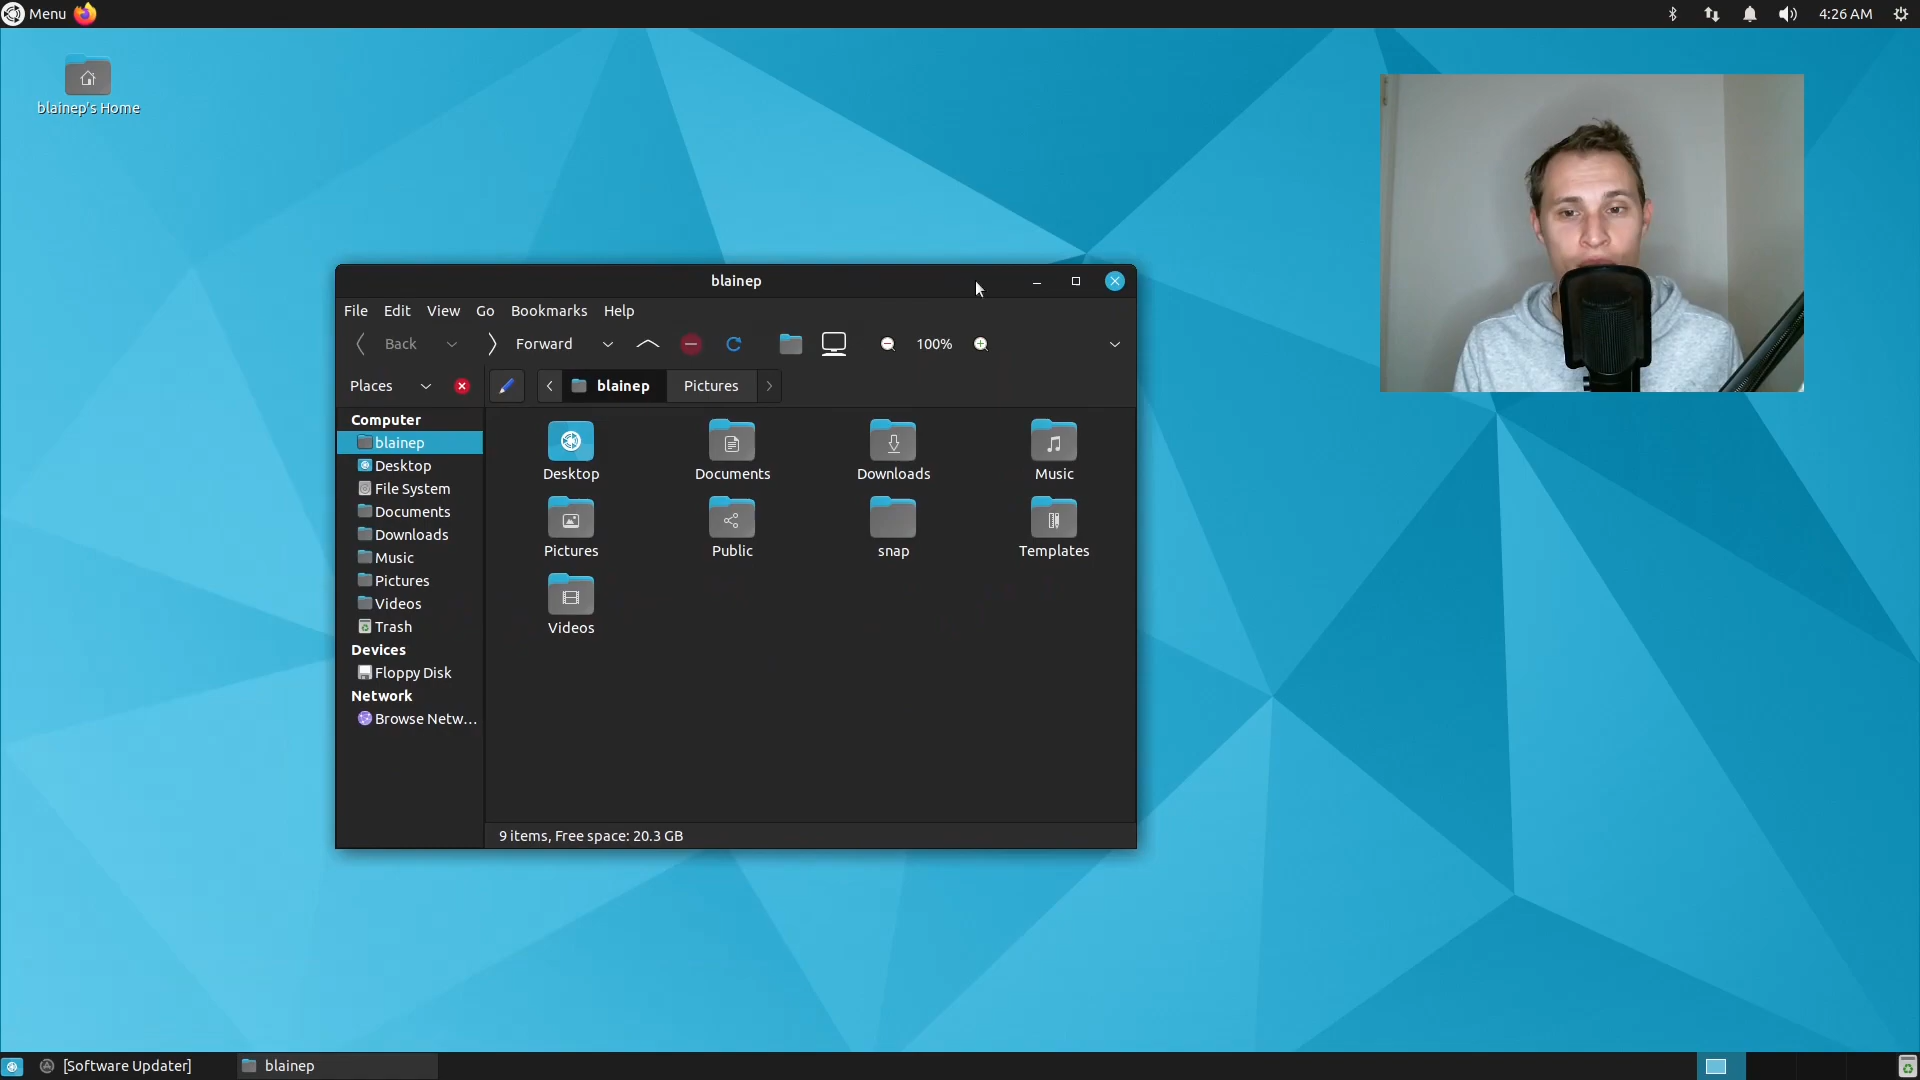 Menu
4:26 AM
blainep's Home
blainep
File Edit View Go Bookmarks Help
Back Forward 100%
Places blainep Pictures
Computer
blainep
Desktop
File System
Documents
Downloads
Music
Pictures
Videos
Trash
Devices
Floppy Disk
Network
Browse Netw...
Desktop Documents Downloads Music
Pictures Public snap Templates
Videos
9 items, Free space: 20.3 GB
[Software Updater] blainep